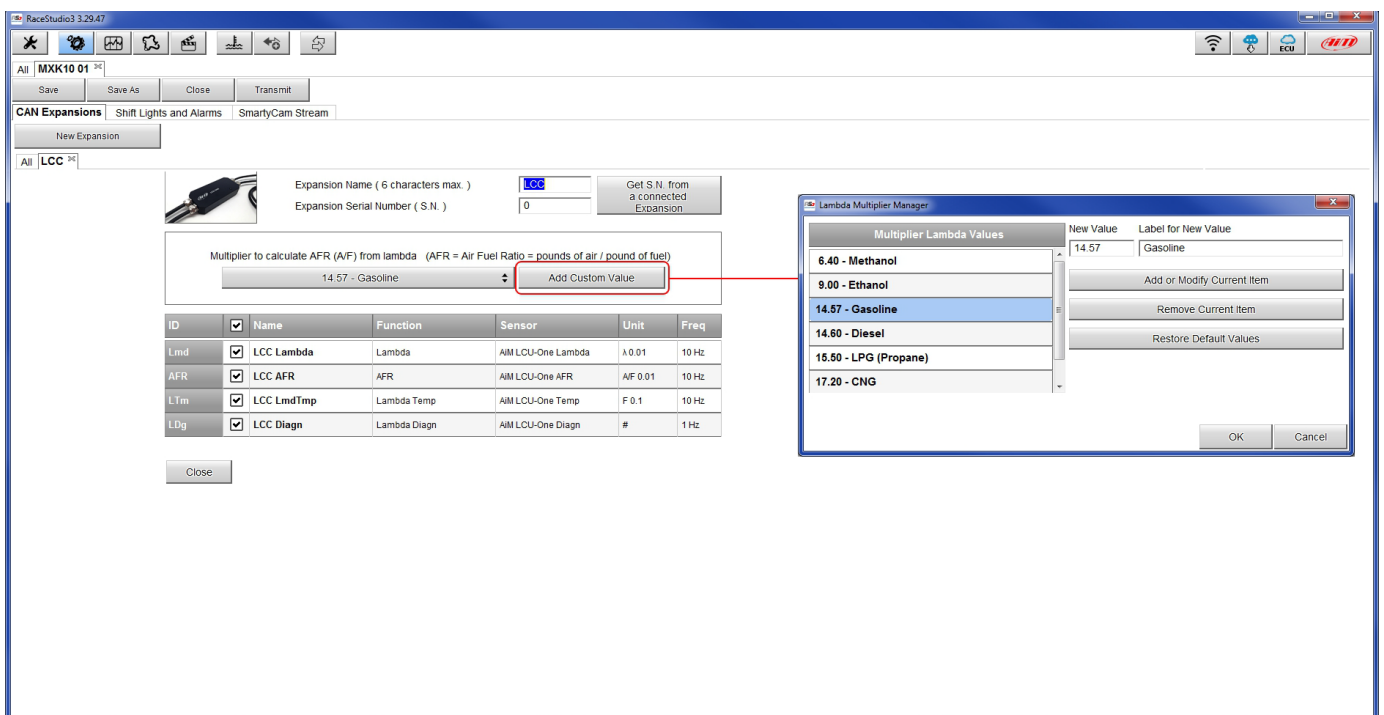 RaceStudio3 3.29.47
ECU
AiM
All MXK10 01
Save Save As Close Transmit
CAN Expansions Shift Lights and Alarms SmartyCam Stream
New Expansion
All LCC
Expansion Name ( 6 characters max. ) LCC
Expansion Serial Number ( S.N. ) 0
Get S.N. from
a connected
Expansion
Multiplier to calculate AFR (A/F) from lambda (AFR = Air Fuel Ratio = pounds of air / pound of fuel)
14.57 - Gasoline Add Custom Value
ID Name Function Sensor Unit Freq
Lmd LCC Lambda Lambda AiM LCU-One Lambda λ 0.01 10 Hz
AFR LCC AFR AFR AiM LCU-One AFR A/F 0.01 10 Hz
LTm LCC LmdTmp Lambda Temp AiM LCU-One Temp F 0.1 10 Hz
LDg LCC Diagn Lambda Diagn AiM LCU-One Diagn # 1 Hz
Close
Lambda Multiplier Manager
Multiplier Lambda Values
6.40 - Methanol
9.00 - Ethanol
14.57 - Gasoline
14.60 - Diesel
15.50 - LPG (Propane)
17.20 - CNG
New Value Label for New Value
14.57 Gasoline
Add or Modify Current Item
Remove Current Item
Restore Default Values
OK Cancel